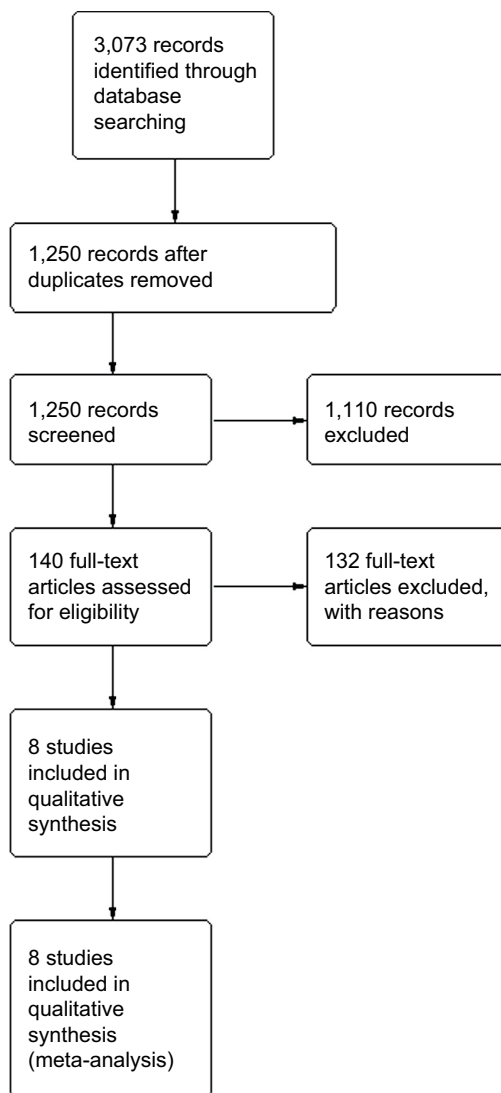 3,073 records
identified through
database
searching
1,250 records after
duplicates removed
1,250 records
screened
1,110 records
excluded
140 full-text
articles assessed
for eligibility
132 full-text
articles excluded,
with reasons
8 studies
included in
qualitative
synthesis
8 studies
included in
qualitative
synthesis
(meta-analysis)